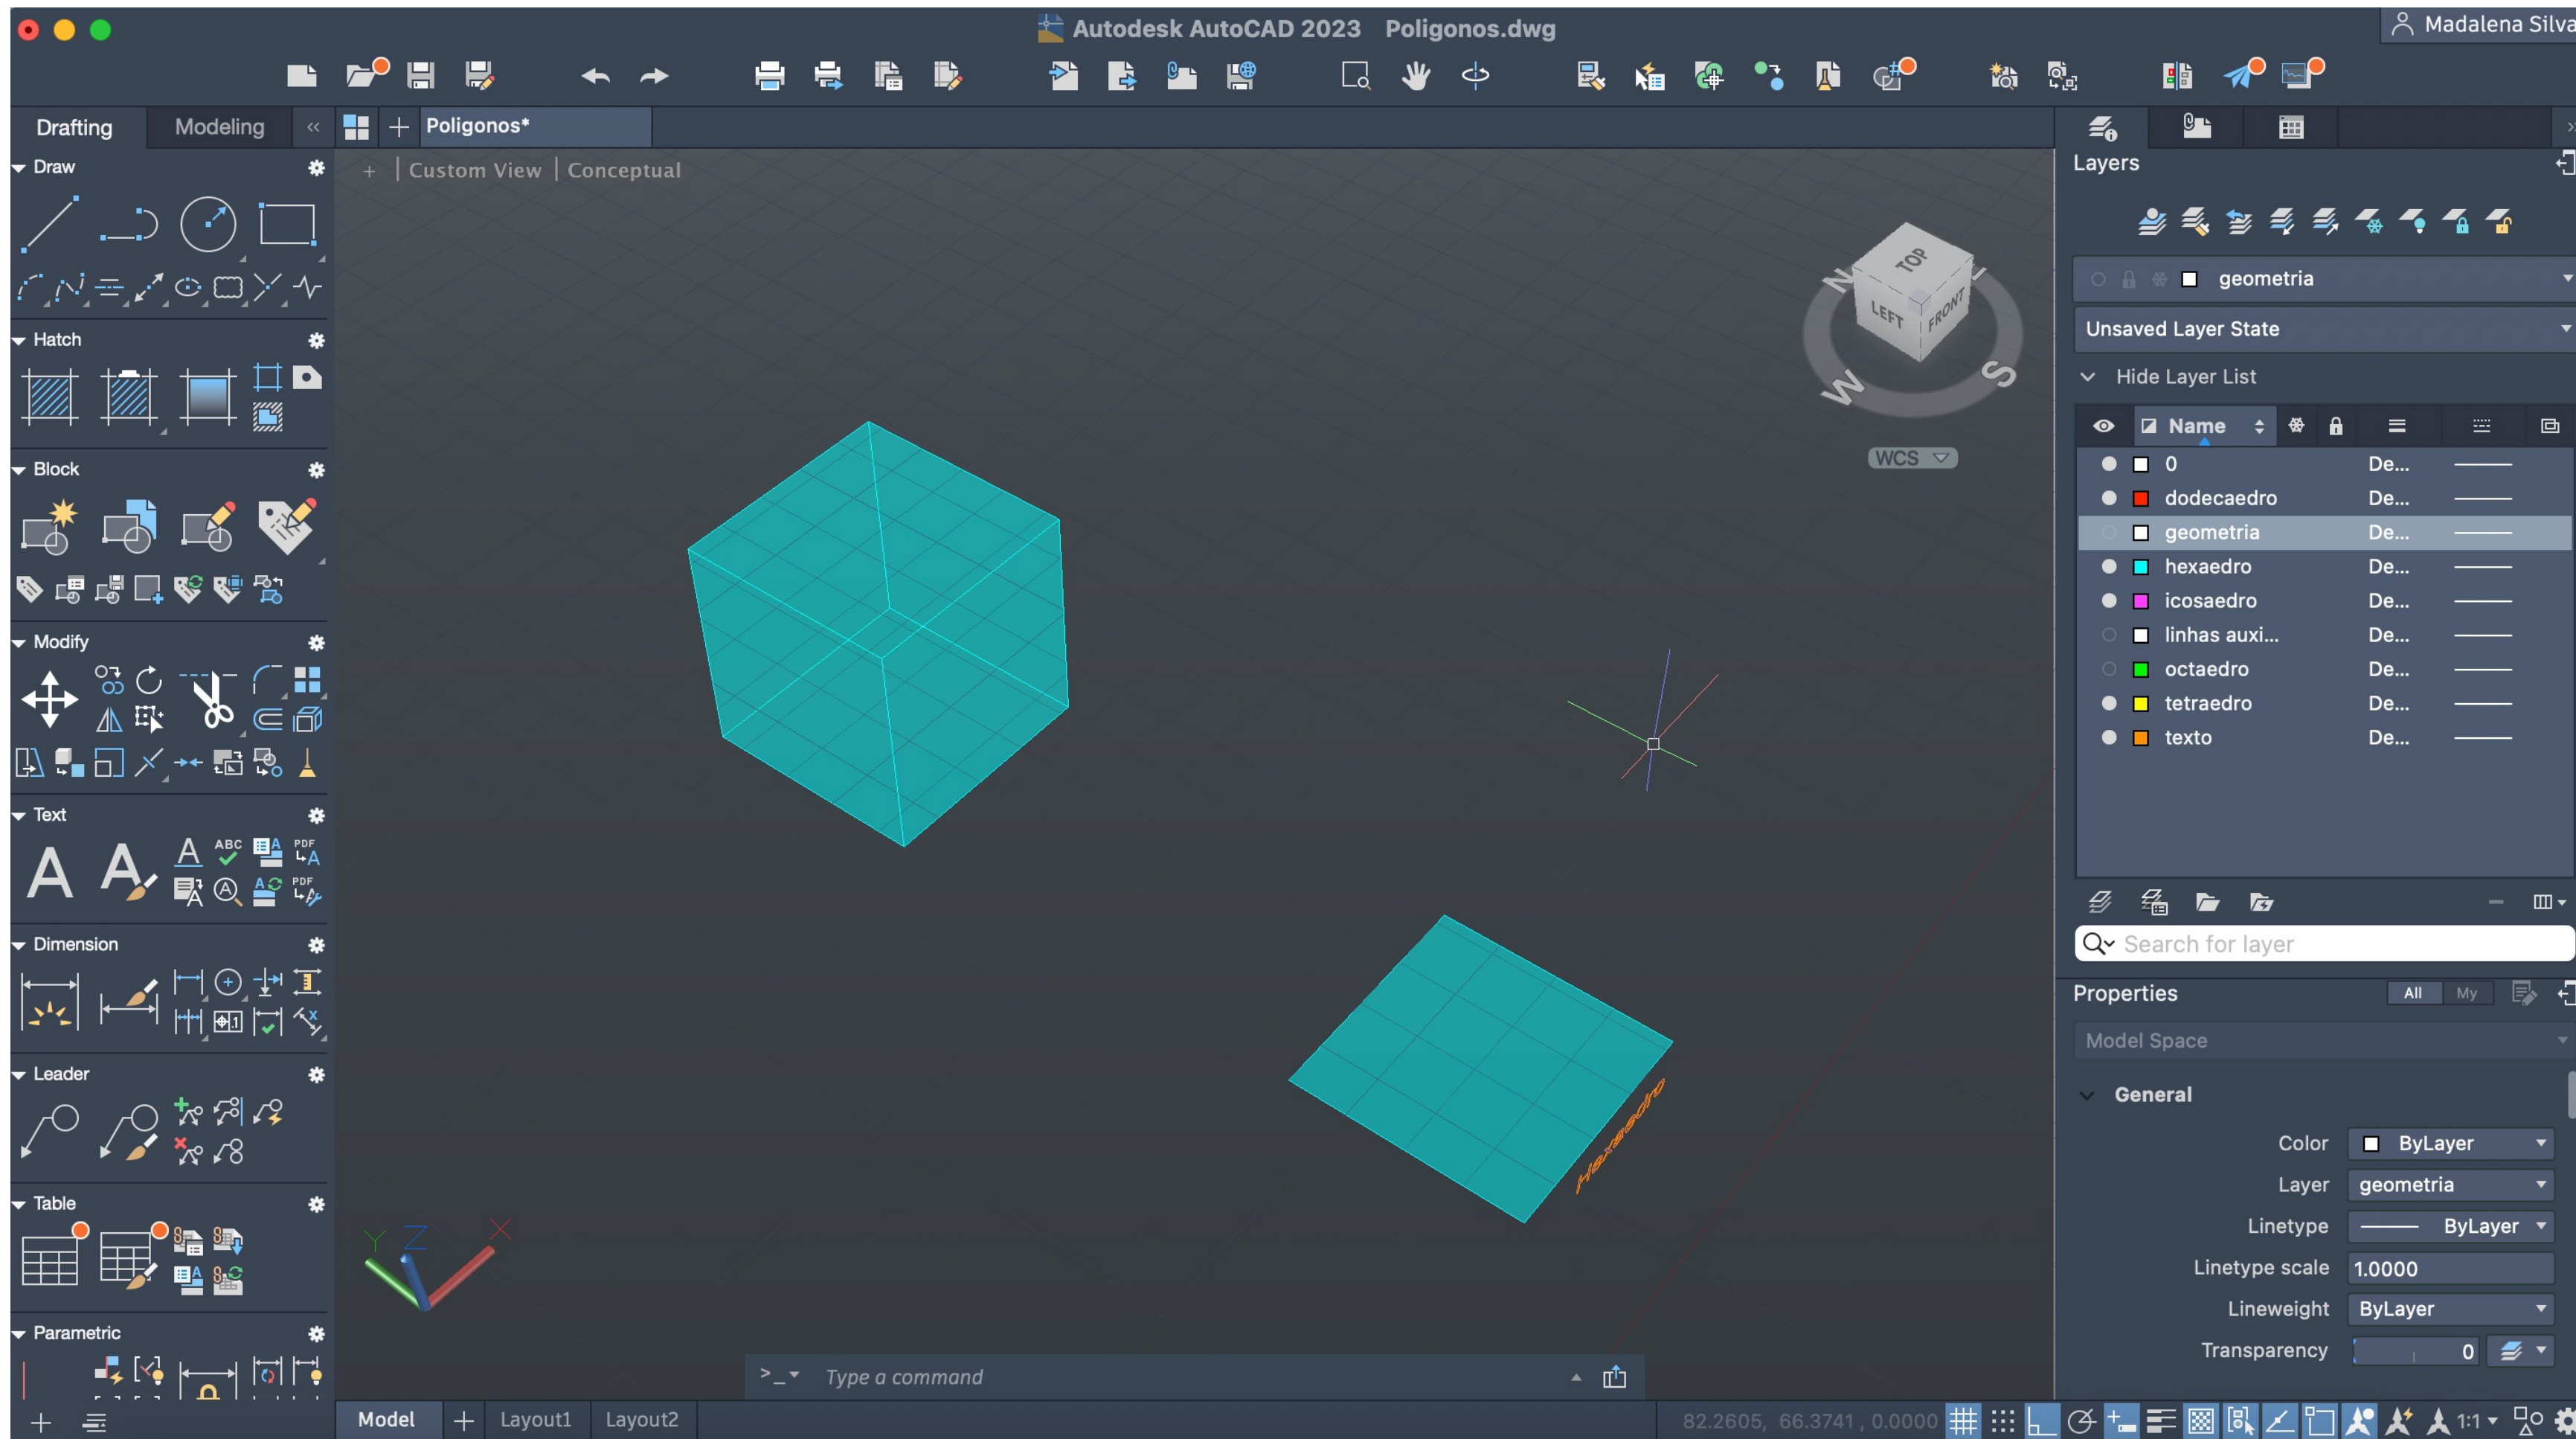 Autodesk AutoCAD 2023 Poligonos.dwg
Madalena Silva
Drafting Modeling
Poligonos*
Draw
+ | Custom View | Conceptual
Hatch
Block
Modify
Text
ABC
PDF
A
Dimension
Leader
Table
Parametric
TOP
LEFT FRONT
N
W S
WCS
Hexaedro
Y Z X
>_ Type a command
Model + Layout1 Layout2
82.2605, 66.3741, 0.0000
1:1
Layers
geometria
Unsaved Layer State
Hide Layer List
Name
0 De...
dodecaedro De...
geometria De...
hexaedro De...
icosaedro De...
linhas auxi... De...
octaedro De...
tetraedro De...
texto De...
Search for layer
Properties All My
Model Space
General
Color ByLayer
Layer geometria
Linetype ByLayer
Linetype scale 1.0000
Lineweight ByLayer
Transparency 0